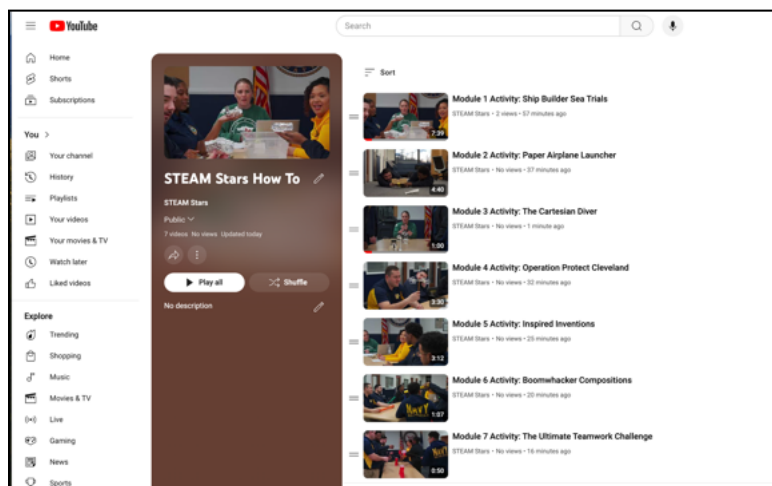 YouTube
Search
Home
Shorts
Subscriptions
You >
Your channel
History
Playlists
Your videos
Your movies & TV
Watch later
Liked videos
Explore
Trending
Shopping
Music
Movies & TV
Live
Gaming
News
Sports
STEAM Stars How To
STEAM Stars
Public
7 videos No views Updated today
Play all
Shuffle
No description
Sort
7:39
Module 1 Activity: Ship Builder Sea Trials
STEAM Stars • 2 views • 57 minutes ago
4:40
Module 2 Activity: Paper Airplane Launcher
STEAM Stars • No views • 37 minutes ago
1:00
Module 3 Activity: The Cartesian Diver
STEAM Stars • No views • 1 minute ago
3:30
Module 4 Activity: Operation Protect Cleveland
STEAM Stars • No views • 32 minutes ago
3:12
Module 5 Activity: Inspired Inventions
STEAM Stars • No views • 25 minutes ago
NAVY
1:07
Module 6 Activity: Boomwhacker Compositions
STEAM Stars • No views • 20 minutes ago
NAVY
0:50
Module 7 Activity: The Ultimate Teamwork Challenge
STEAM Stars • No views • 16 minutes ago